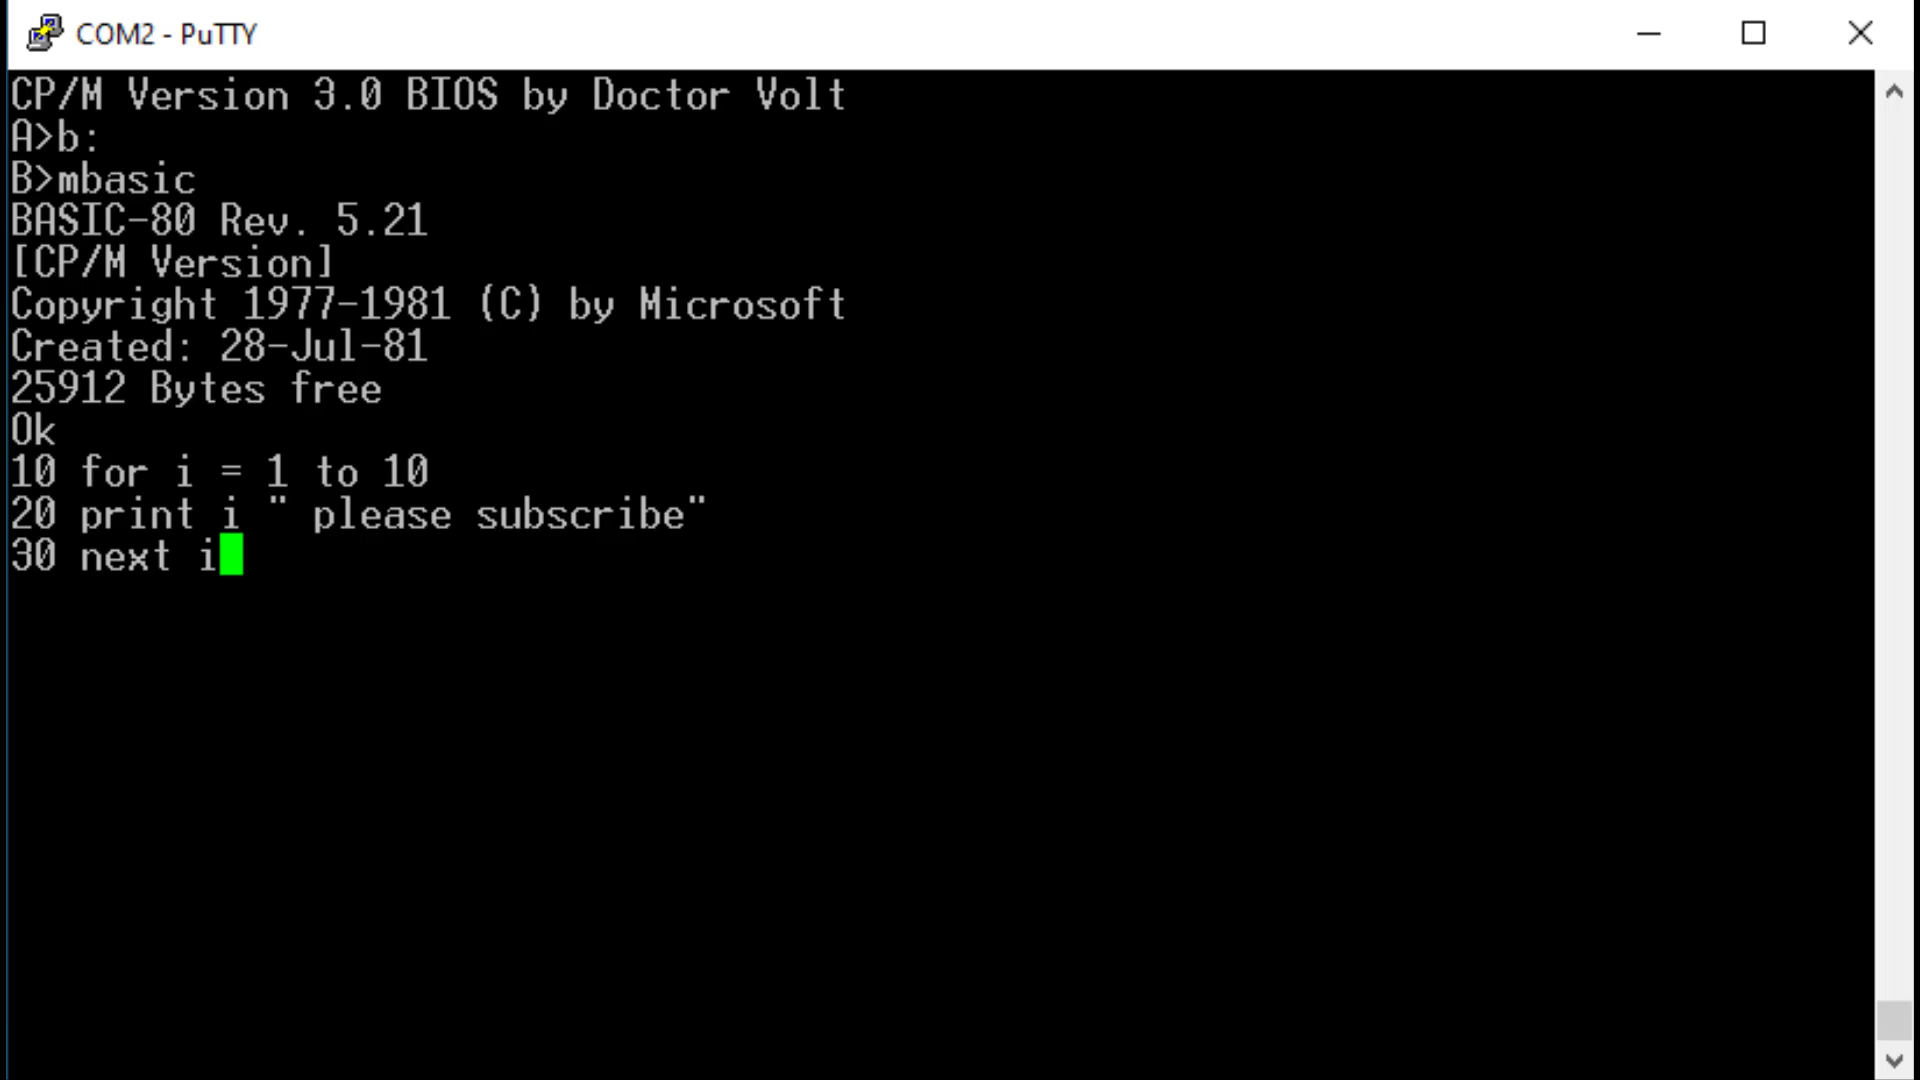 COM2 - PuTTY
CP/M Version 3.0 BIOS by Doctor Volt
A>b:
B>mbasic
BASIC-80 Rev. 5.21
[CP/M Version]
Copyright 1977-1981 (C) by Microsoft
Created: 28-Jul-81
25912 Bytes free
Ok
10 for i = 1 to 10
20 print i " please subscribe"
30 next i